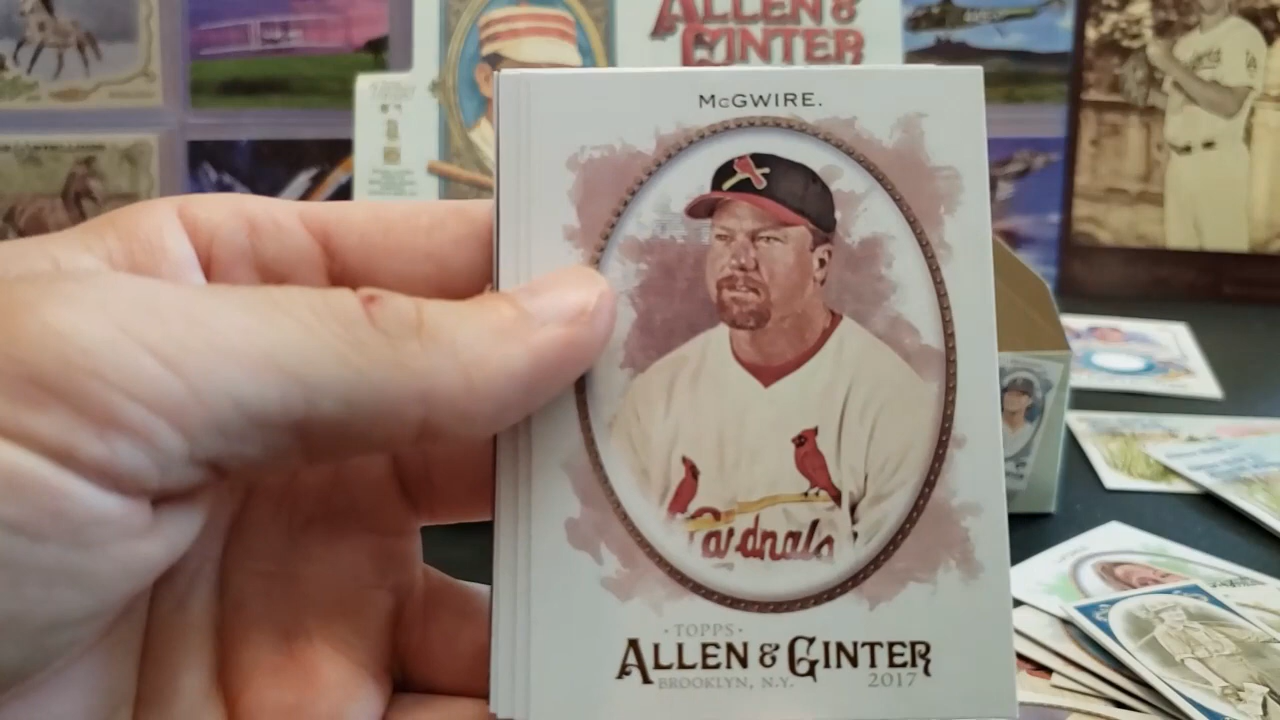 ALLEN &
GINTER
McGWIRE.
Cardinals
·TOPPS·
ALLEN & GINTER
BROOKLYN, N.Y. 2017